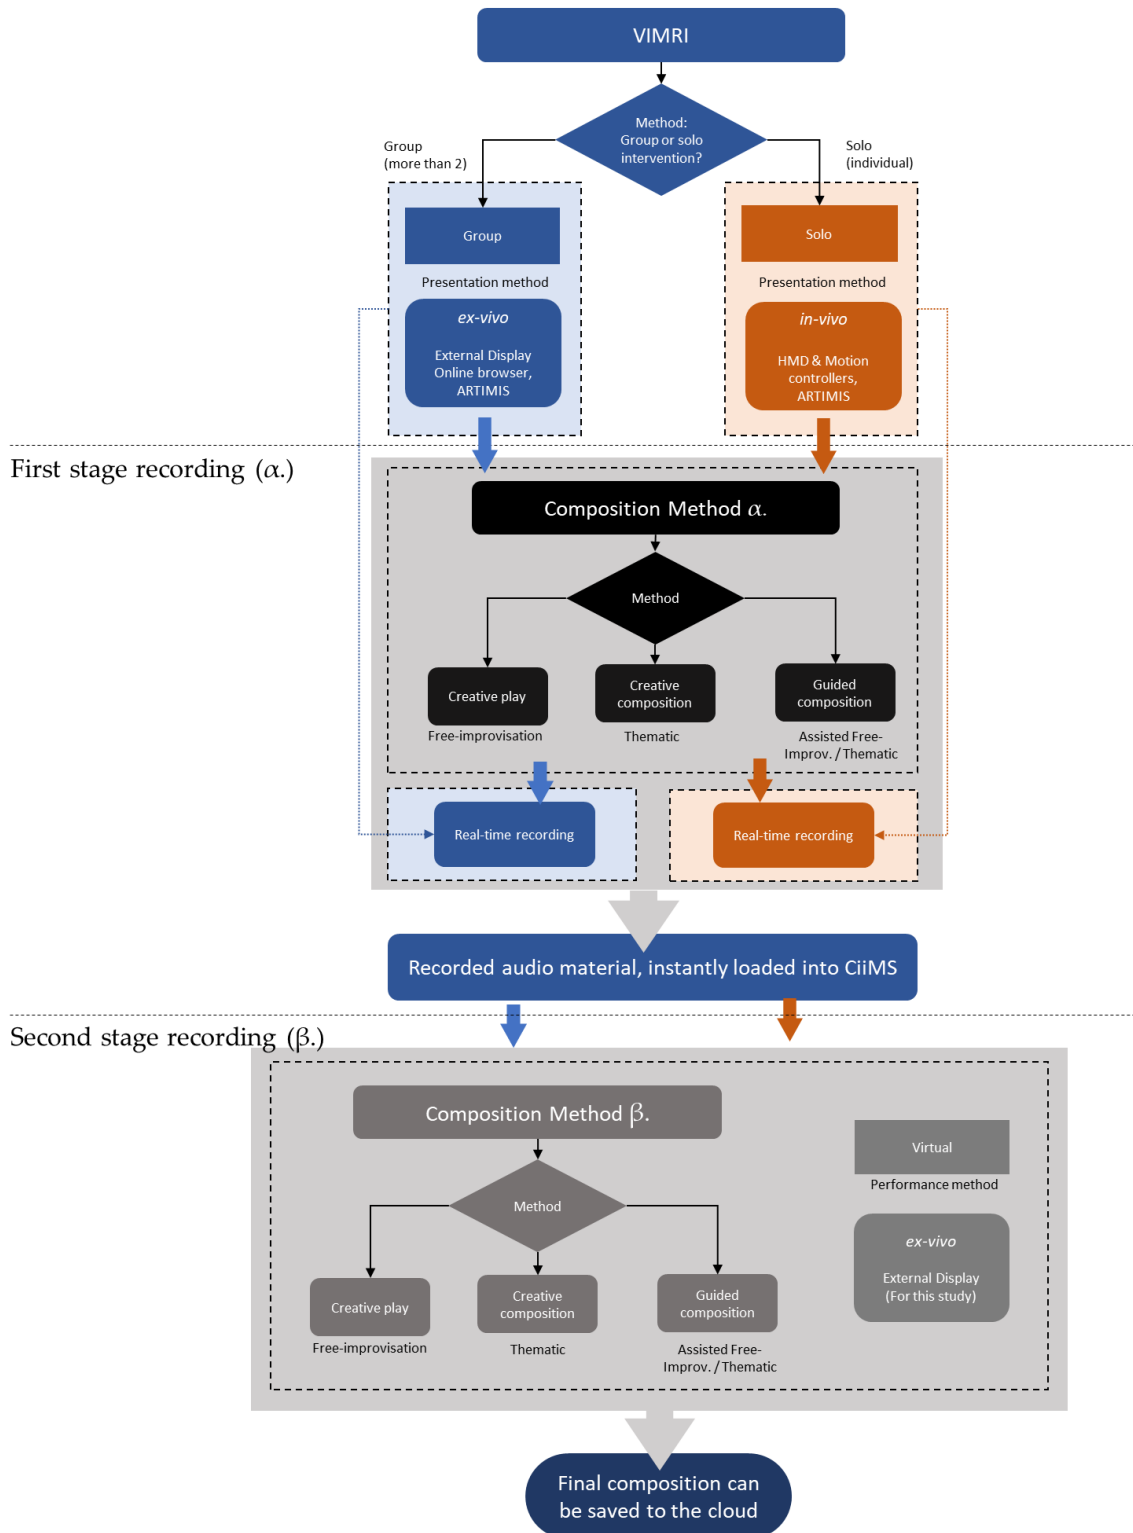 VIMRI
Method:
Group or solo
intervention?
Group
(more than 2)
Solo
(individual)
Group
Presentation method
ex-vivo
External Display
Online browser,
ARTIMIS
Solo
Presentation method
in-vivo
HMD & Motion
controllers,
ARTIMIS
First stage recording (α.)
Composition Method α.
Method
Creative play
Free-improvisation
Creative
composition
Thematic
Guided
composition
Assisted Free-
Improv. / Thematic
Real-time recording
Real-time recording
Recorded audio material, instantly loaded into CiiMS
Second stage recording (β.)
Composition Method β.
Method
Creative play
Free-improvisation
Creative
composition
Thematic
Guided
composition
Assisted Free-
Improv. / Thematic
Virtual
Performance method
ex-vivo
External Display
(For this study)
Final composition can
be saved to the cloud